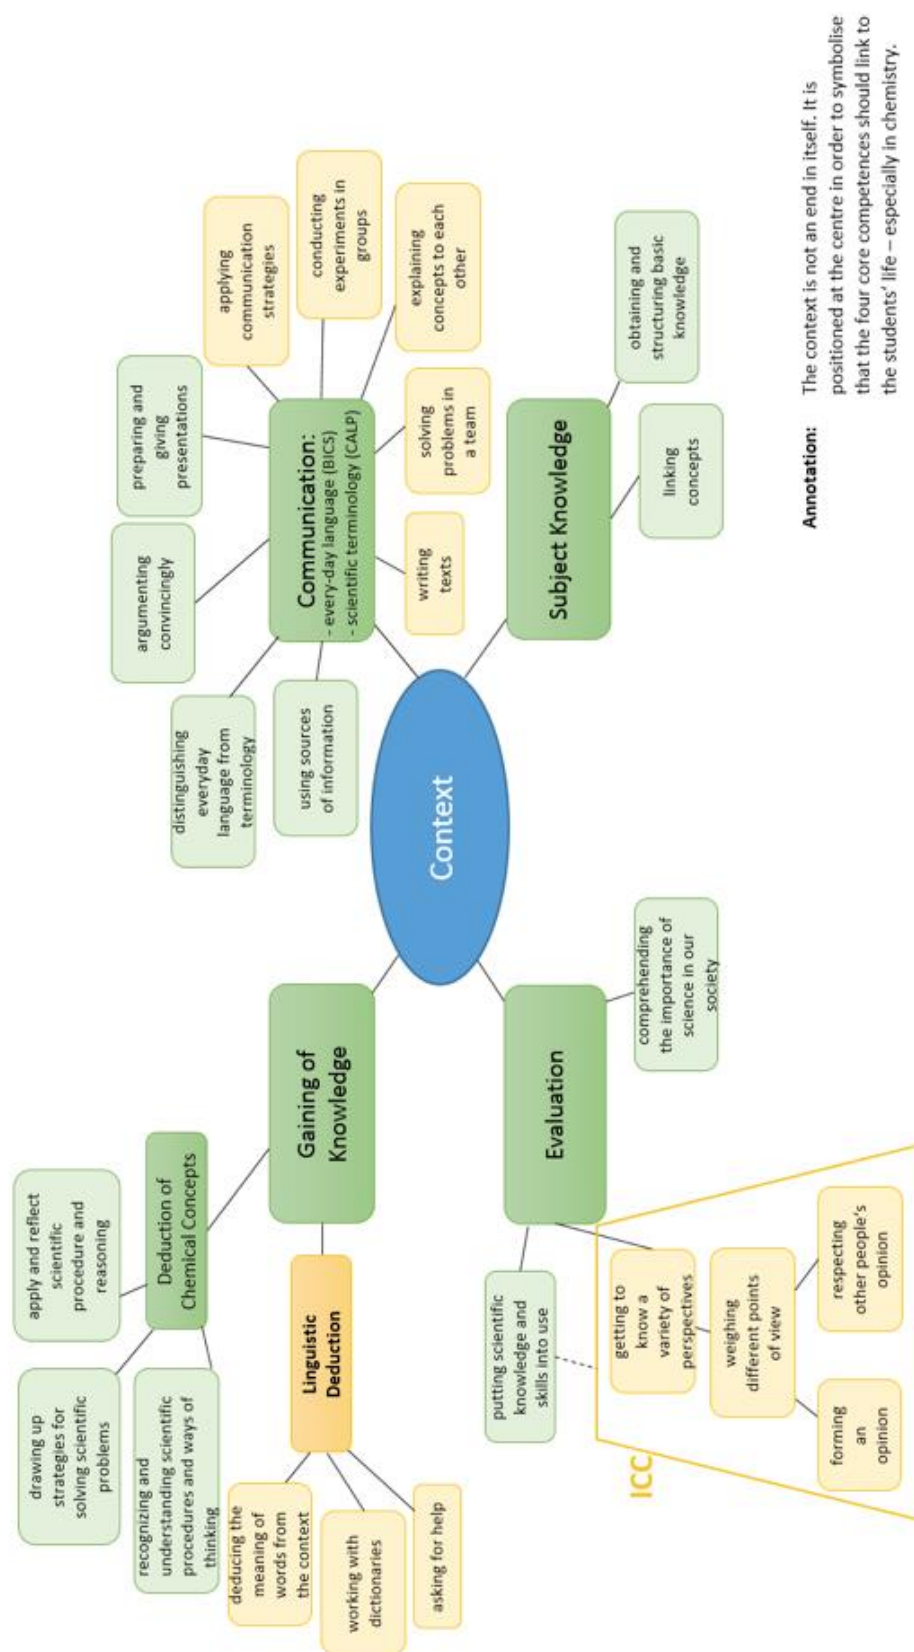 drawing up
strategies for
solving scientific
problems
apply and reflect
scientific
procedure and
reasoning
recognizing and
understanding scientific
procedures and ways of
thinking
Deduction of
Chemical Concepts
deducing the
meaning of
words from
the context
working with
dictionaries
asking for help
Linguistic
Deduction
Gaining of
Knowledge
argumenting
convincingly
preparing and
giving
presentations
distinguishing
everyday
language from
terminology
using sources
of information
applying
communication
strategies
conducting
experiments in
groups
explaining
concepts to each
other
Communication:
- every-day language (BICS)
- scientific terminology (CALP)
writing
texts
solving
problems in
a team
Context
putting scientific
knowledge and
skills into use
Evaluation
comprehending
the importance of
science in our
society
ICC
getting to
know a
variety of
perspectives
weighing
different points
of view
forming
an
opinion
respecting
other people's
opinion
Subject Knowledge
linking
concepts
obtaining and
structuring basic
knowledge
Annotation: The context is not an end in itself. It is
positioned at the centre in order to symbolise
that the four core competences should link to
the students' life – especially in chemistry.